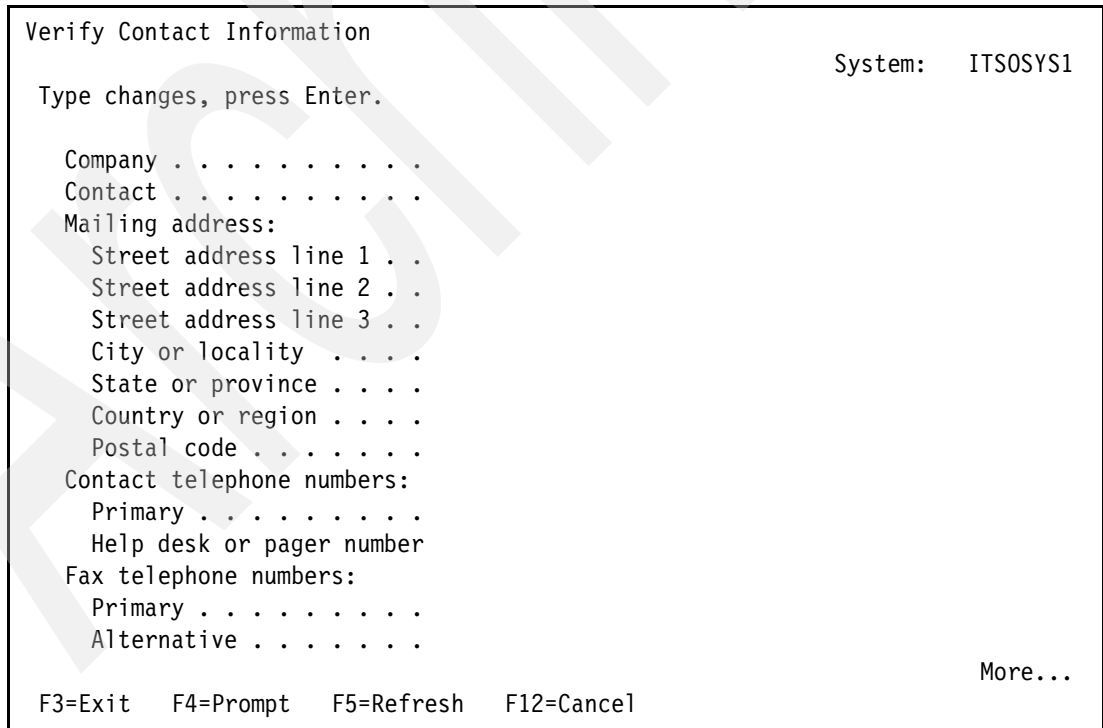 Verify Contact Information
System:   ITSOSYS1
Type changes, press Enter.
Company . . . . . . . . . .
Contact . . . . . . . . . .
Mailing address:
Street address line 1 . .
Street address line 2 . .
Street address line 3 . .
City or locality  . . . .
State or province . . . .
Country or region . . . .
Postal code . . . . . . .
Contact telephone numbers:
Primary . . . . . . . . .
Help desk or pager number
Fax telephone numbers:
Primary . . . . . . . . .
Alternative . . . . . . .
More...
F3=Exit   F4=Prompt   F5=Refresh   F12=Cancel